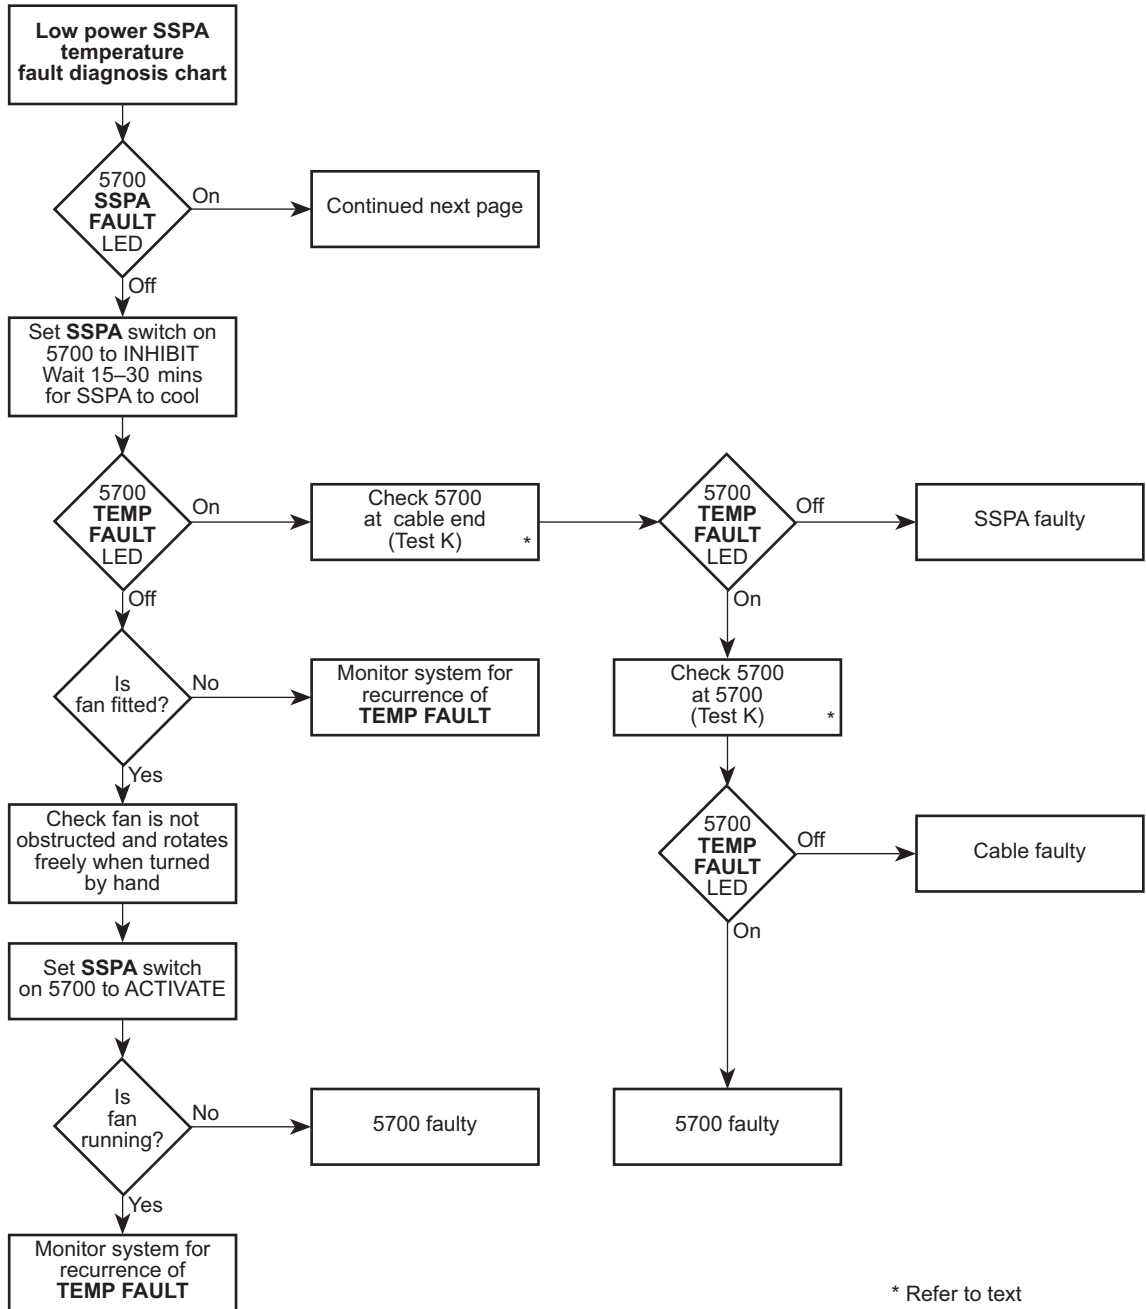 Low power SSPA
temperature
fault diagnosis chart
5700
SSPA
FAULT
LED
On
Continued next page
Off
Set SSPA switch on
5700 to INHIBIT
Wait 15–30 mins
for SSPA to cool
5700
TEMP
FAULT
LED
On
Check 5700
at cable end
(Test K)
*
5700
TEMP
FAULT
LED
Off
SSPA faulty
Off
On
Is
fan fitted?
No
Monitor system for
recurrence of
TEMP FAULT
Check 5700
at 5700
(Test K)
*
Yes
Check fan is not
obstructed and rotates
freely when turned
by hand
5700
TEMP
FAULT
LED
Off
Cable faulty
On
Set SSPA switch
on 5700 to ACTIVATE
Is
fan
running?
No
5700 faulty
5700 faulty
Yes
Monitor system for
recurrence of
TEMP FAULT
* Refer to text